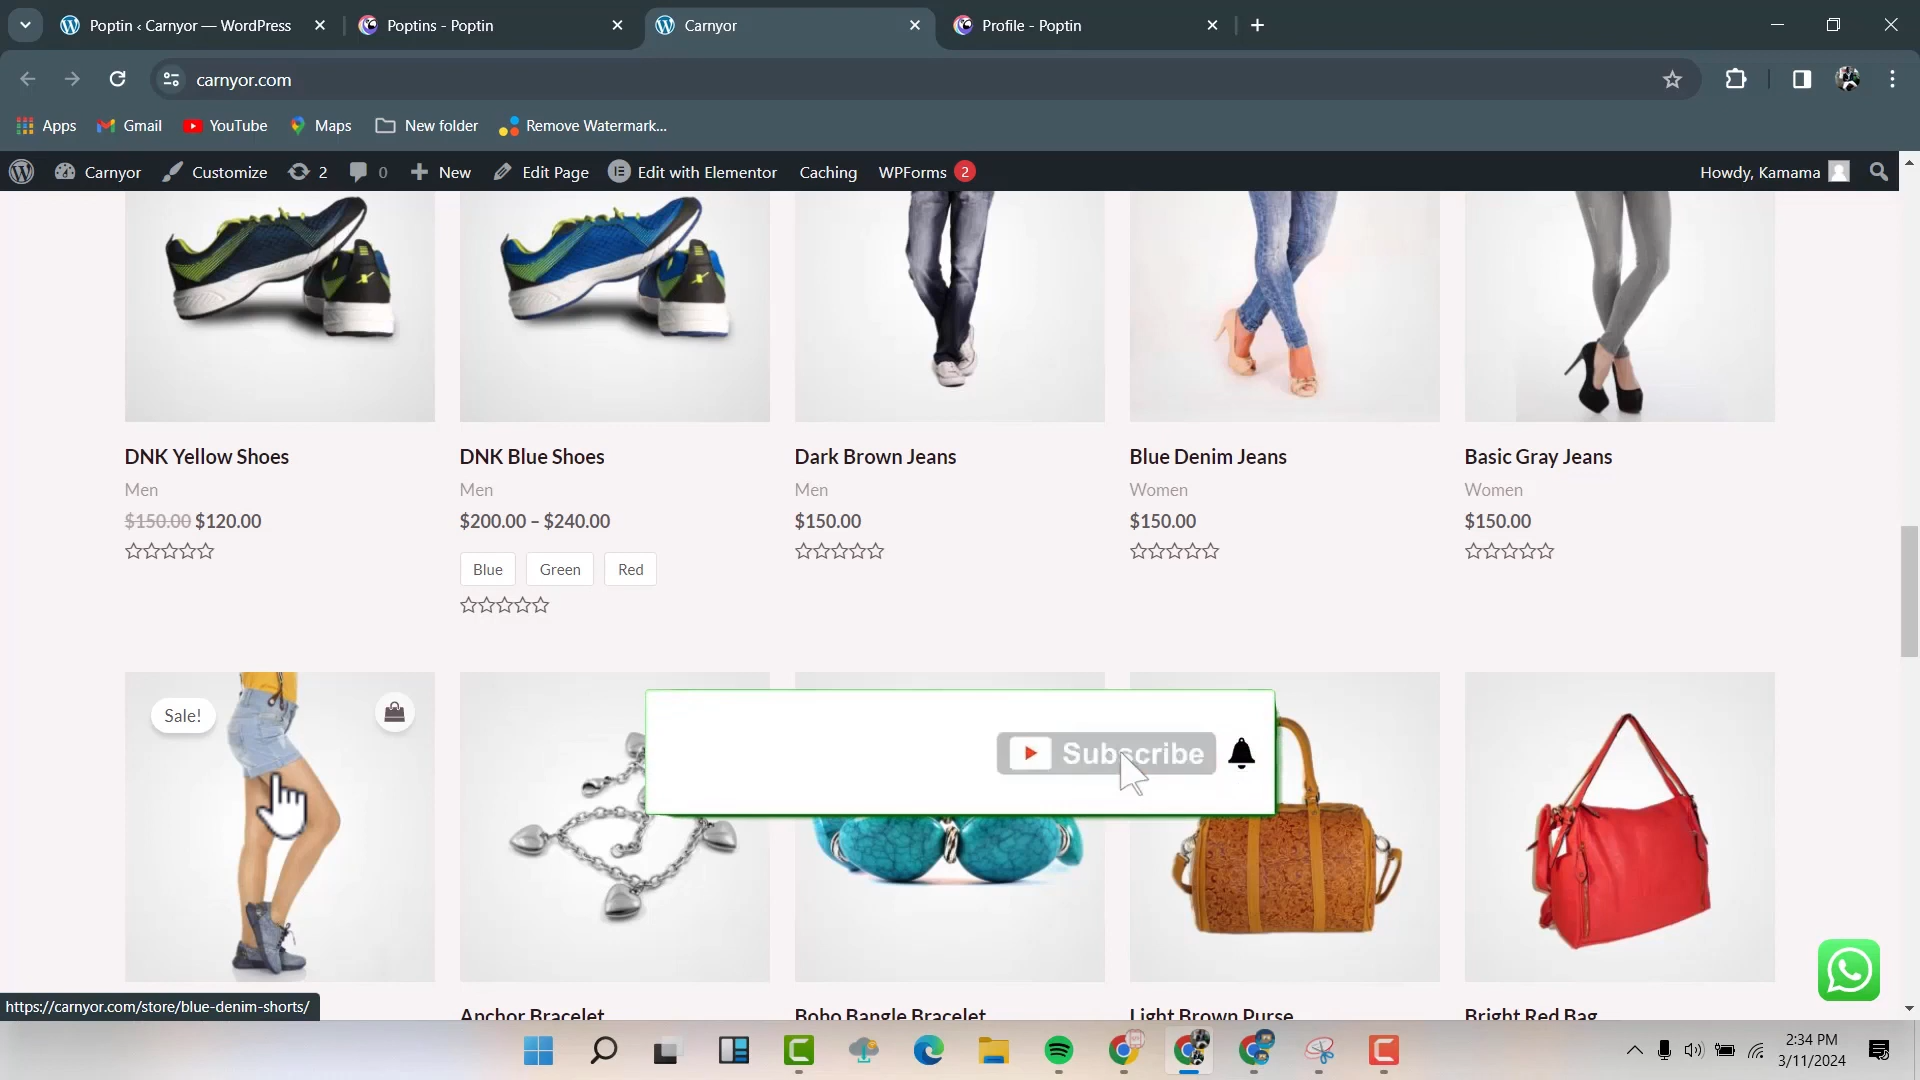 Poptin ‹ Carnyor — WordPress
Poptins - Poptin
Carnyor
Profile - Poptin
carnyor.com
Apps
Gmail
YouTube
Maps
New folder
Remove Watermark...
Carnyor
Customize
2
0
New
Edit Page
Edit with Elementor
Caching
WPForms 2
Howdy, Kamama
DNK Yellow Shoes
Men
$150.00 $120.00
DNK Blue Shoes
Men
$200.00 – $240.00
Blue
Green
Red
Dark Brown Jeans
Men
$150.00
Blue Denim Jeans
Women
$150.00
Basic Gray Jeans
Women
$150.00
Sale!
Subscribe
Anchor Bracelet
Boho Bangle Bracelet
Light Brown Purse
Bright Red Bag
https://carnyor.com/store/blue-denim-shorts/
2:34 PM
3/11/2024